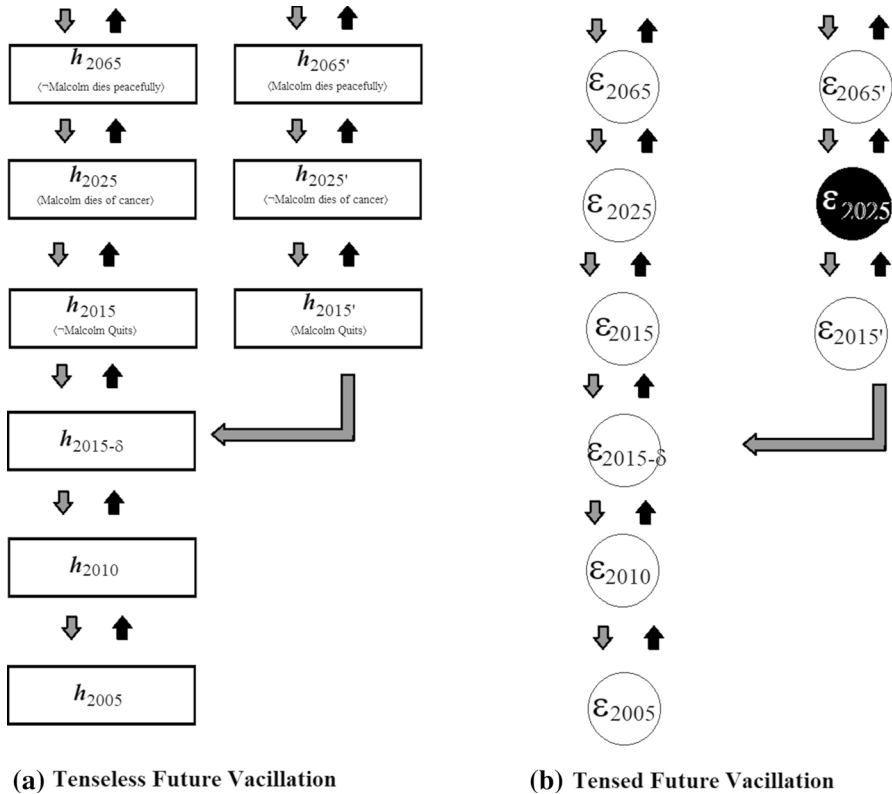 h2065
⟨¬Malcolm dies peacefully⟩
h2025
⟨Malcolm dies of cancer⟩
h2015
⟨¬Malcolm Quits⟩
h2015-δ
h2010
h2005
h2065'
⟨Malcolm dies peacefully⟩
h2025'
⟨¬Malcolm dies of cancer⟩
h2015'
⟨Malcolm Quits⟩
(a) Tenseless Future Vacillation
ε2065
ε2025
ε2015
ε2015-δ
ε2010
ε2005
ε2065'
ε2025
ε2015'
(b) Tensed Future Vacillation